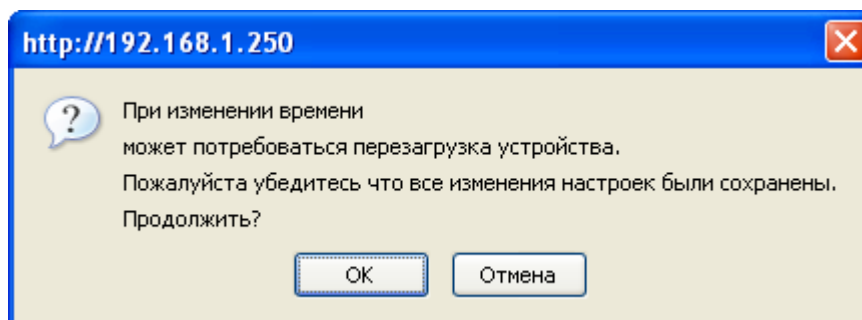 http://192.168.1.250
?
При изменении времени
может потребоваться перезагрузка устройства.
Пожалуйста убедитесь что все изменения настроек были сохранены.
Продолжить?
OK Отмена